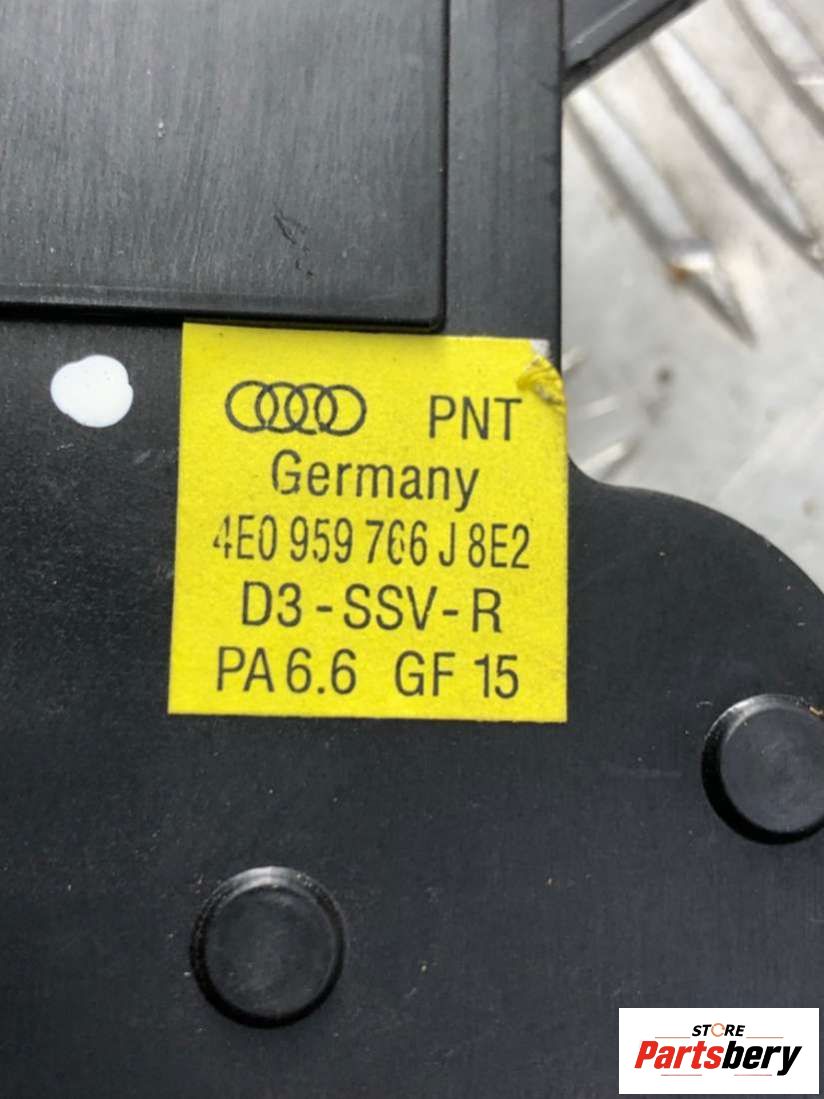 PNT
Germany
4E0 959 766 J 8E2
D3-SSV-R
PA6.6 GF 15
STORE
Partsbery